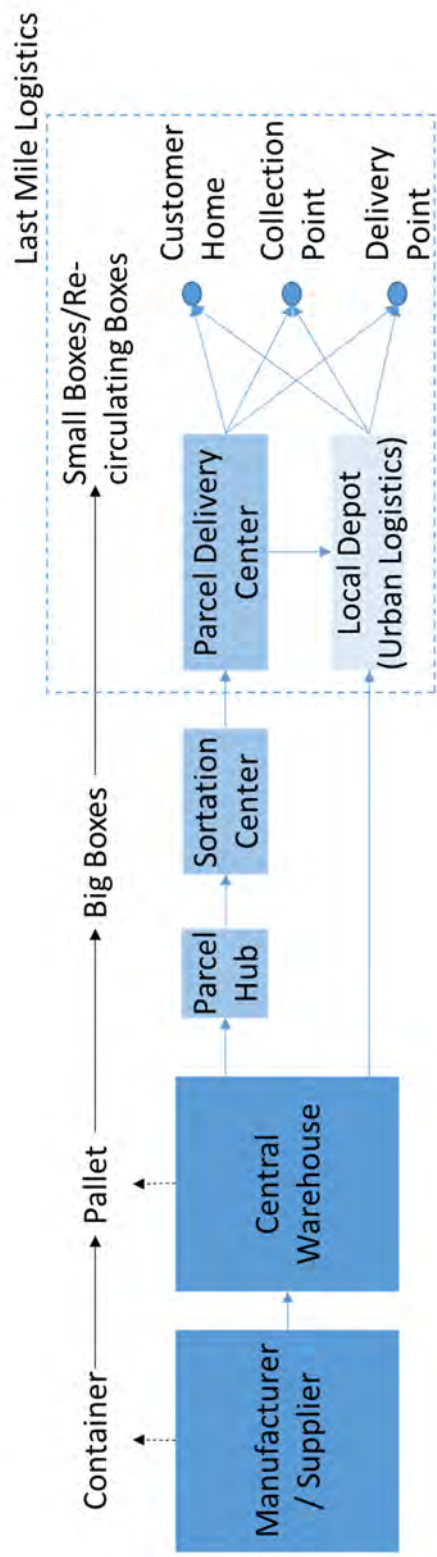 Last Mile Logistics
Container
Pallet
Big Boxes
Small Boxes/Re-
circulating Boxes
Manufacturer
/ Supplier
Central
Warehouse
Parcel
Hub
Sortation
Center
Parcel Delivery
Center
Local Depot
(Urban Logistics)
Customer
Home
Collection
Point
Delivery
Point